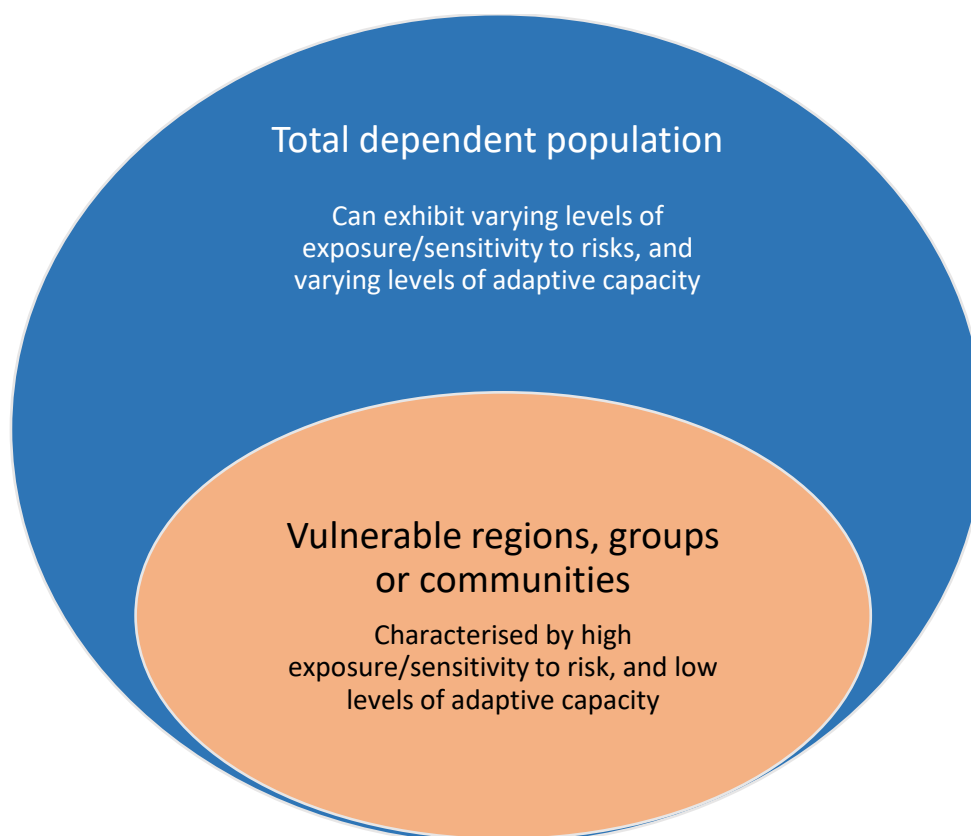 Total dependent population
Can exhibit varying levels of
exposure/sensitivity to risks, and
varying levels of adaptive capacity
Vulnerable regions, groups
or communities
Characterised by high
exposure/sensitivity to risk, and low
levels of adaptive capacity